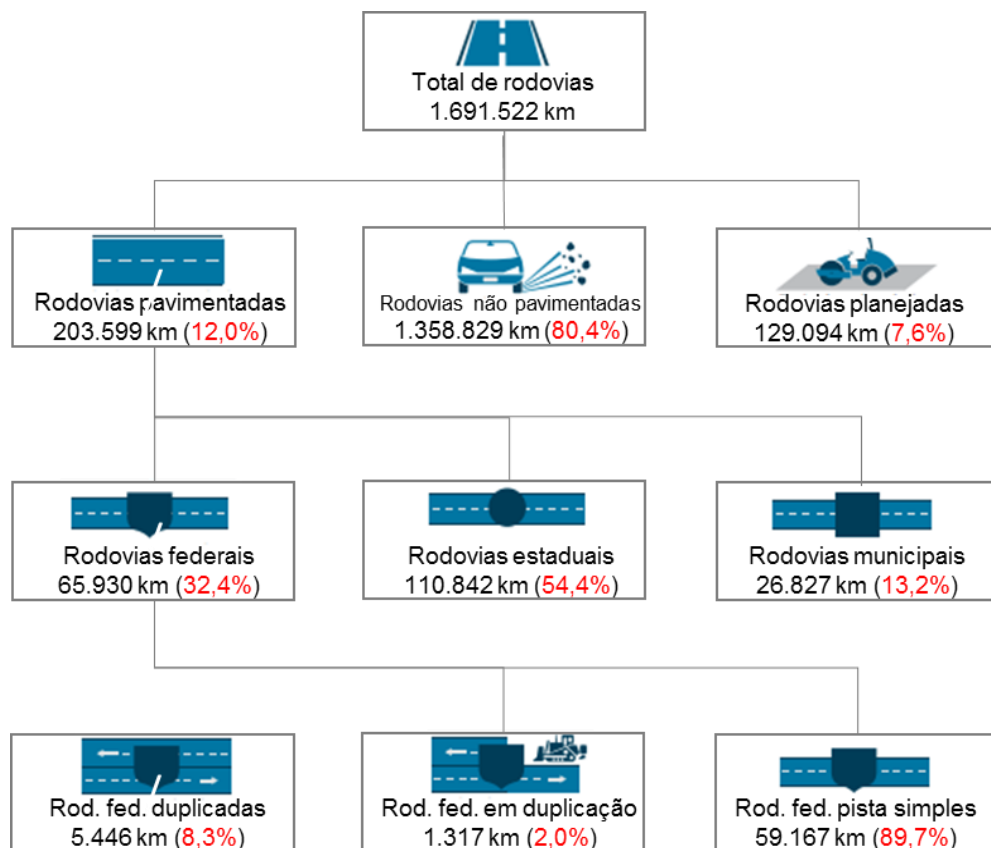 Total de rodovias
1.691.522 km
Rodovias pavimentadas
203.599 km (12,0%)
Rodovias não pavimentadas
1.358.829 km (80,4%)
Rodovias planejadas
129.094 km (7,6%)
Rodovias federais
65.930 km (32,4%)
Rodovias estaduais
110.842 km (54,4%)
Rodovias municipais
26.827 km (13,2%)
Rod. fed. duplicadas
5.446 km (8,3%)
Rod. fed. em duplicação
1.317 km (2,0%)
Rod. fed. pista simples
59.167 km (89,7%)